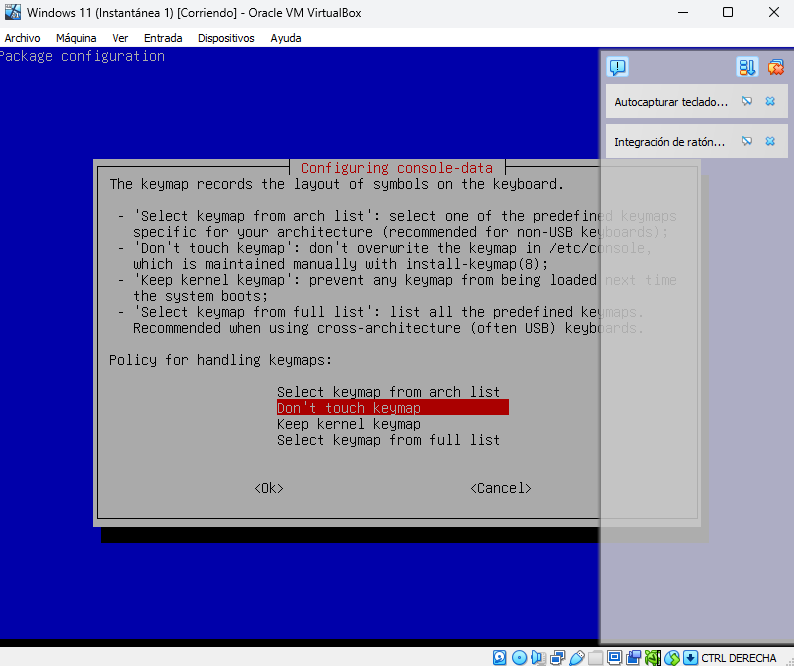 Windows 11 (Instantánea 1) [Corriendo] - Oracle VM VirtualBox
Archivo Máquina Ver Entrada Dispositivos Ayuda
Package configuration
Autocapturar teclado...
Integración de ratón...
Configuring console-data
The keymap records the layout of symbols on the keyboard.
- 'Select keymap from arch list': select one of the predefined keymaps
specific for your architecture (recommended for non-USB keyboards);
- 'Don't touch keymap': don't overwrite the keymap in /etc/console,
which is maintained manually with install-keymap(8);
- 'Keep kernel keymap': prevent any keymap from being loaded next time
the system boots;
- 'Select keymap from full list': list all the predefined keymaps.
Recommended when using cross-architecture (often USB) keyboards.
Policy for handling keymaps:
Select keymap from arch list
Don't touch keymap
Keep kernel keymap
Select keymap from full list
<Ok> <Cancel>
CTRL DERECHA